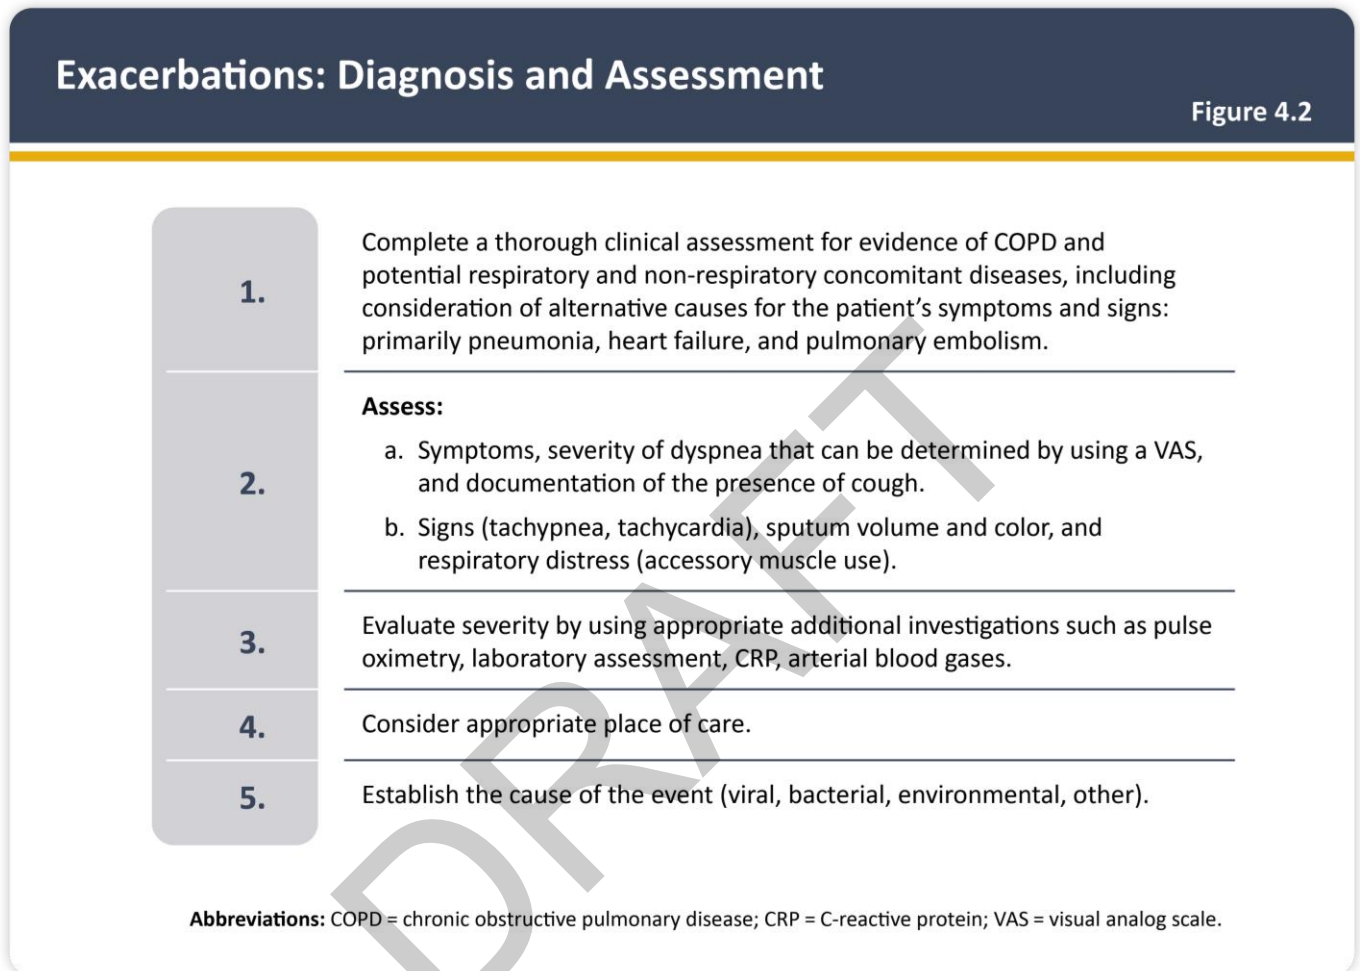 Exacerbations: Diagnosis and Assessment
Figure 4.2
1.
Complete a thorough clinical assessment for evidence of COPD and
potential respiratory and non-respiratory concomitant diseases, including
consideration of alternative causes for the patient’s symptoms and signs:
primarily pneumonia, heart failure, and pulmonary embolism.
2.
Assess:
a. Symptoms, severity of dyspnea that can be determined by using a VAS,
and documentation of the presence of cough.
b. Signs (tachypnea, tachycardia), sputum volume and color, and
respiratory distress (accessory muscle use).
3.
Evaluate severity by using appropriate additional investigations such as pulse
oximetry, laboratory assessment, CRP, arterial blood gases.
4.
Consider appropriate place of care.
5.
Establish the cause of the event (viral, bacterial, environmental, other).
Abbreviations: COPD = chronic obstructive pulmonary disease; CRP = C-reactive protein; VAS = visual analog scale.
DRAFT